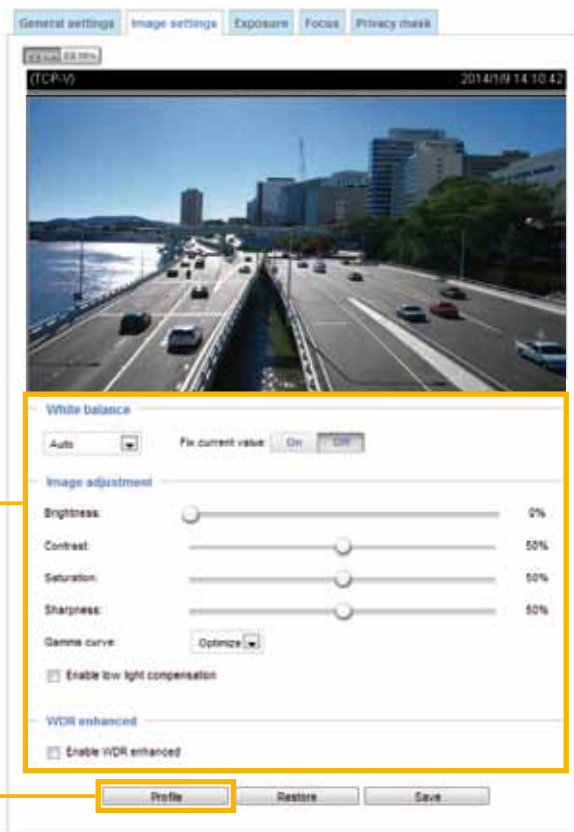 General settings Image settings Exposure Focus Privacy mask
(TCP-V) 2014/1/9 14:10:42
White balance
Auto Fix current value: On Off
Image adjustment
Brightness: 0%
Contrast: 50%
Saturation: 50%
Sharpness: 50%
Gamma curve: Optimize
Enable low light compensation
WDR enhanced
Enable WDR enhanced
Profile Restore Save